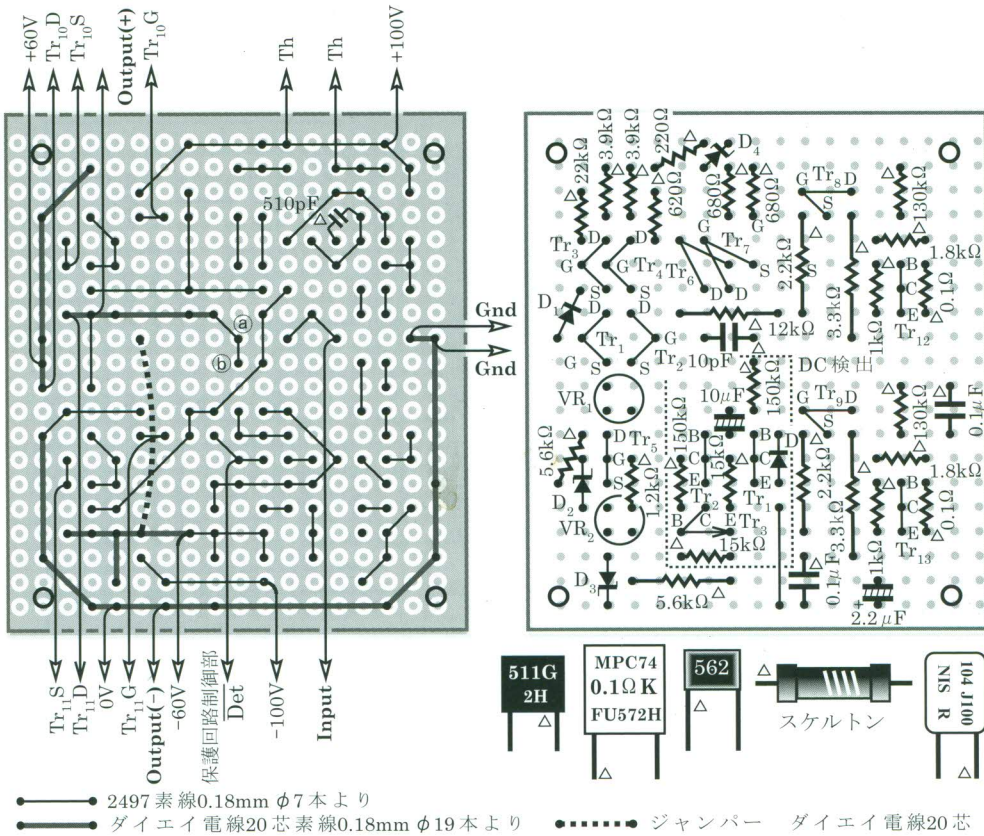 +60V
Tr10D
Tr10S
Output(+)
Tr10G
Th
Th
+100V
510pF
ⓐ
ⓑ
Gnd
Gnd
Tr11S
Tr11D
0V
Tr11G
Output(−)
−60V
保護回路制御部
Det
−100V
Input
22kΩ
3.9kΩ
3.9kΩ
220Ω
620Ω
D4
680Ω
680Ω
G Tr8 D
S
130kΩ
1.8kΩ
Tr3
D
G
S
D
Tr4
G
S
Tr6
G
G
Tr7
S
D D
2.2kΩ
S
3.3kΩ
1kΩ
B
C
E
0.1Ω
Tr12
D1
D
Tr1
G
S
D
G
Tr2
S
12kΩ
10pF
DC検出
150kΩ
VR1
10μF
G Tr9 D
S
130kΩ
0.1μF
5.6kΩ
D2
D
G
S
Tr5
1.2kΩ
150kΩ
B
C
E
Tr2
15kΩ
B
C
E
Tr1
D
2.2kΩ
3.3kΩ
1.8kΩ
B
C
E
0.1Ω
Tr13
1kΩ
VR2
B
C
E
Tr3
15kΩ
D3
5.6kΩ
0.1μF
+
2.2μF
511G
2H
MPC74
0.1Ω K
FU572H
562
スケルトン
104 J100
NIS R
2497素線0.18mm φ7本より
ダイエイ電線20芯素線0.18mm φ19本より
ジャンパー ダイエイ電線20芯